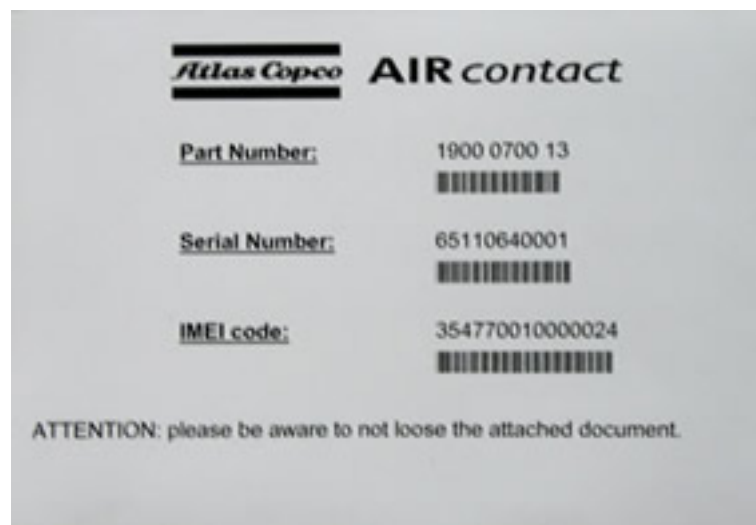 Atlas Copco AIR contact
Part Number: 1900 0700 13
Serial Number: 65110640001
IMEI code: 354770010000024
ATTENTION: please be aware to not loose the attached document.